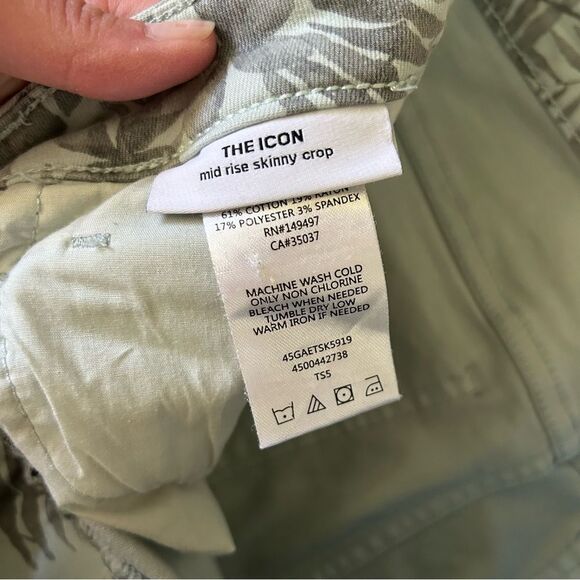 THE ICON
mid rise skinny crop
61% COTTON 19% RAYON
17% POLYESTER 3% SPANDEX
RN#149497
CA#35037
MACHINE WASH COLD
ONLY NON CHLORINE
BLEACH WHEN NEEDED
TUMBLE DRY LOW
WARM IRON IF NEEDED
45GAETSK5919
4500442738
TS5